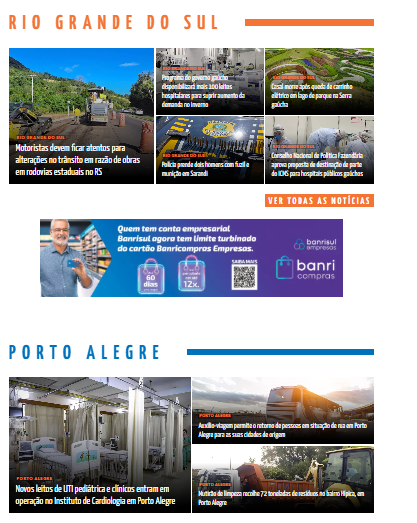 RIO GRANDE DO SUL
RIO GRANDE DO SUL
Motoristas devem ficar atentos para
alterações no trânsito em razão de obras
em rodovias estaduais no RS
RIO GRANDE DO SUL
Programa do governo gaúcho
disponibilizará mais 100 leitos
hospitalares para suprir aumento da
demanda no inverno
RIO GRANDE DO SUL
Casal morre após queda de carrinho
elétrico em lago de parque na Serra
gaúcha
RIO GRANDE DO SUL
Polícia prende dois homens com fuzil e
munição em Sarandi
RIO GRANDE DO SUL
Conselho Nacional de Política Fazendária
aprova proposta de destinação de parte
do ICMS para hospitais públicos gaúchos
VER TODAS AS NOTÍCIAS
Quem tem conta empresarial
Banrisul agora tem limite turbinado
do cartão Banricompras Empresas.
60
dias
12x.
SAIBA MAIS
banrisul
empresas
banri
compras
PORTO ALEGRE
PORTO ALEGRE
Novos leitos de UTI pediátrica e clínicos entram em
operação no Instituto de Cardiologia em Porto Alegre
PORTO ALEGRE
Auxílio-viagem permite o retorno de pessoas em situação de rua em Porto
Alegre para as suas cidades de origem
PORTO ALEGRE
Mutirão de limpeza recolhe 72 toneladas de resíduos no bairro Hípica, em
Porto Alegre